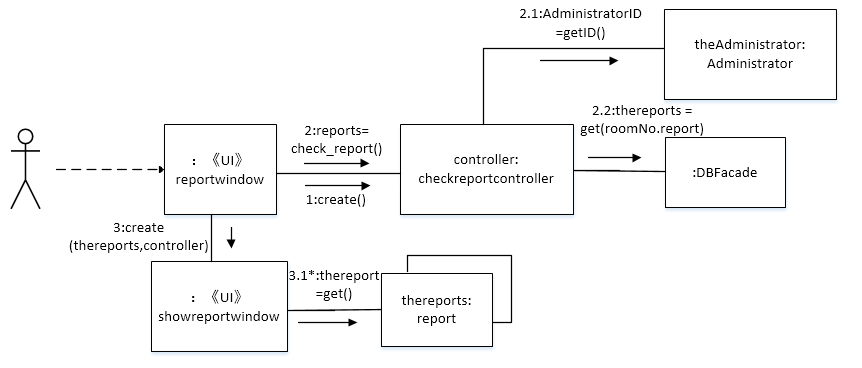 2.1:AdministratorID
=getID()
theAdministrator:
Administrator
2.2:thereports =
get(roomNo.report)
2:reports=
check_report()
：《UI》
reportwindow
controller:
checkreportcontroller
:DBFacade
1:create()
3:create
(thereports,controller)
：《UI》
showreportwindow
3.1*:thereport
=get()
thereports:
report